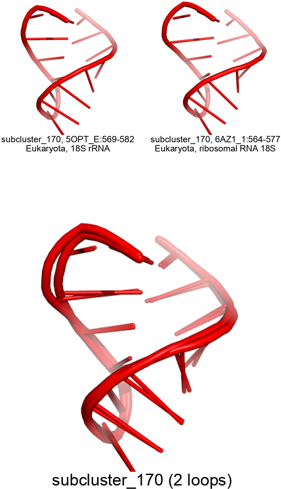 subcluster_170, 5OPT_E:569-582
Eukaryota, 18S rRNA
subcluster_170, 6AZ1_1:564-577
Eukaryota, ribosomal RNA 18S
subcluster_170 (2 loops)